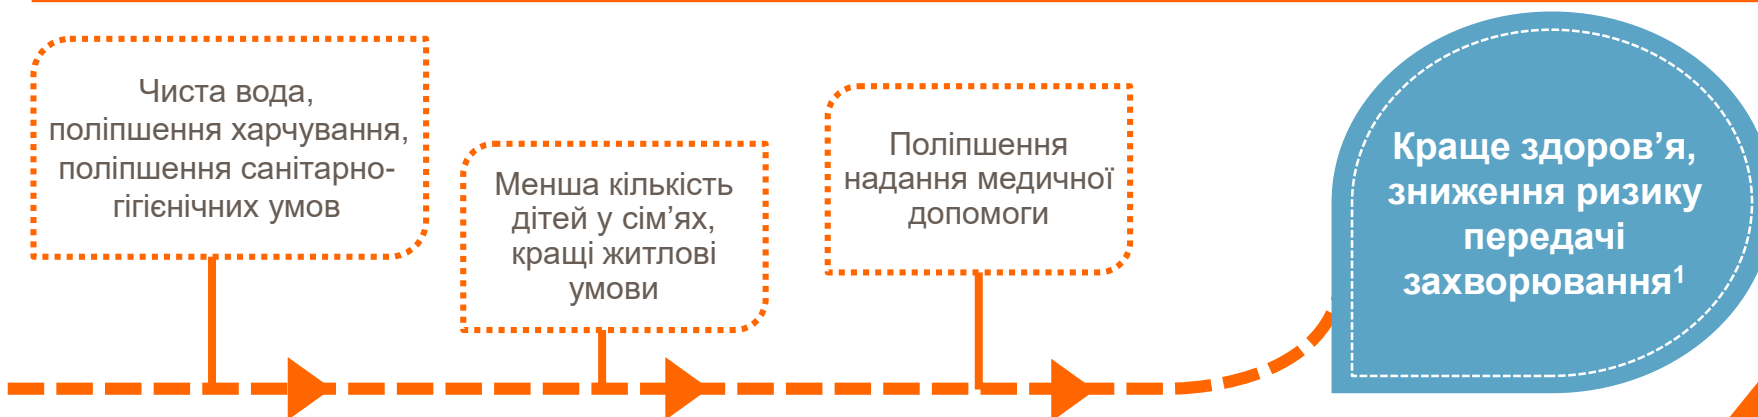 Чиста вода,
поліпшення харчування,
поліпшення санітарно-
гігієнічних умов
Менша кількість
дітей у сім’ях,
кращі житлові
умови
Поліпшення
надання медичної
допомоги
Краще здоров’я,
зниження ризику
передачі
захворювання¹